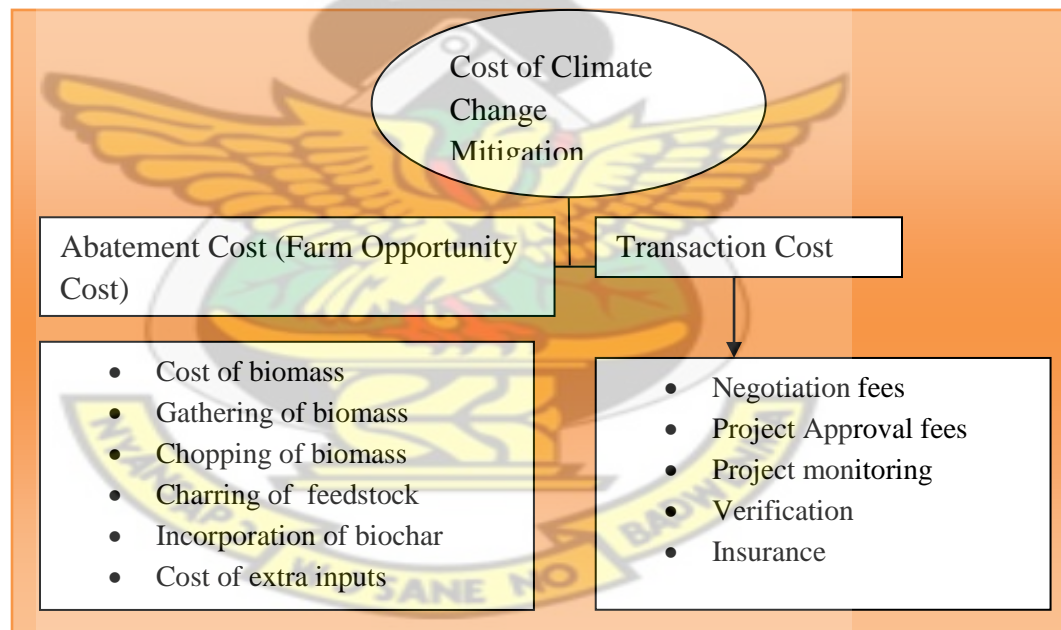 Cost of Climate
Change
Mitigation
Abatement Cost (Farm Opportunity
Cost)
Transaction Cost
• Cost of biomass
• Gathering of biomass
• Chopping of biomass
• Charring of feedstock
• Incorporation of biochar
• Cost of extra inputs
• Negotiation fees
• Project Approval fees
• Project monitoring
• Verification
• Insurance
SANE NO